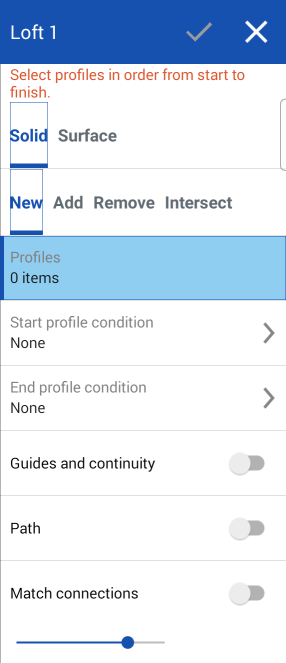 Loft 1
Select profiles in order from start to
finish.
Solid Surface
New Add Remove Intersect
Profiles
0 items
Start profile condition
None
End profile condition
None
Guides and continuity
Path
Match connections